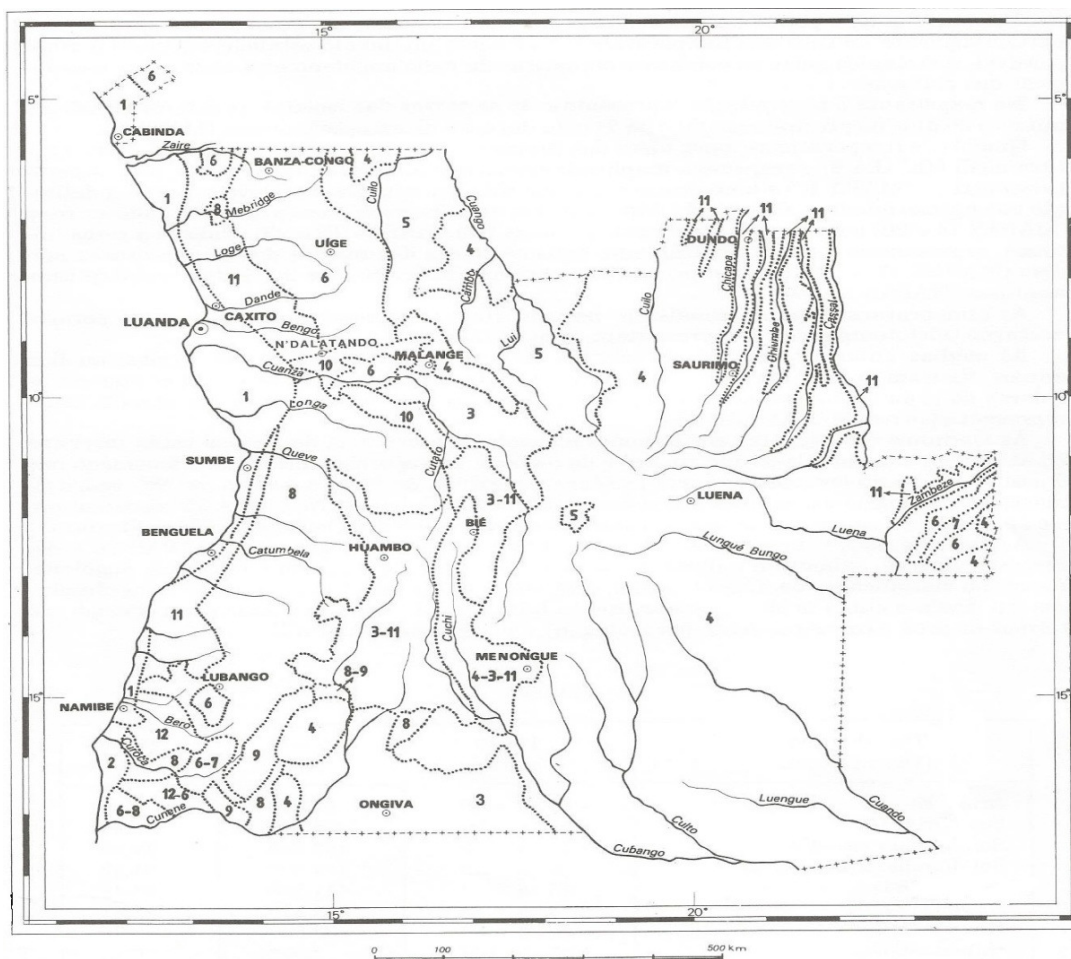 15°
20°
5°
6
5°
1
CABINDA
Zaire
6
BANZA-CONGO
4
Cuilo
Cuango
11
11
11
1
8
Mebridge
5
DUNDO
Chicapa
Loge
UÍGE
4
11
6
Cambo
Cuilo
Chiumba
Cassai
Dande
CAXITO
LUANDA
Bengo
Lui
N'DALATANDO
MALANGE
5
10
6
4
4
SAURIMO
Cuanza
11
10°
1
Longa
10
3
10°
Cutato
SUMBE
Queve
8
3-11
LUENA
11
Zambeze
BIÉ
5
6
7
4
BENGUELA
HUAMBO
Luena
6
Catumbela
Lungué Bungo
4
11
3-11
4
Cuchi
MENONGUE
LUBANGO
8-9
4-3-11
15°
1
6
15°
NAMIBE
Bero
8
4
12
Curoca
9
2
8
6-7
12-6
3
6-8
8
4
ONGIVA
Luengue
Cunene
9
Cuito
Cuando
Cubango
15°
20°
0
100
500 km